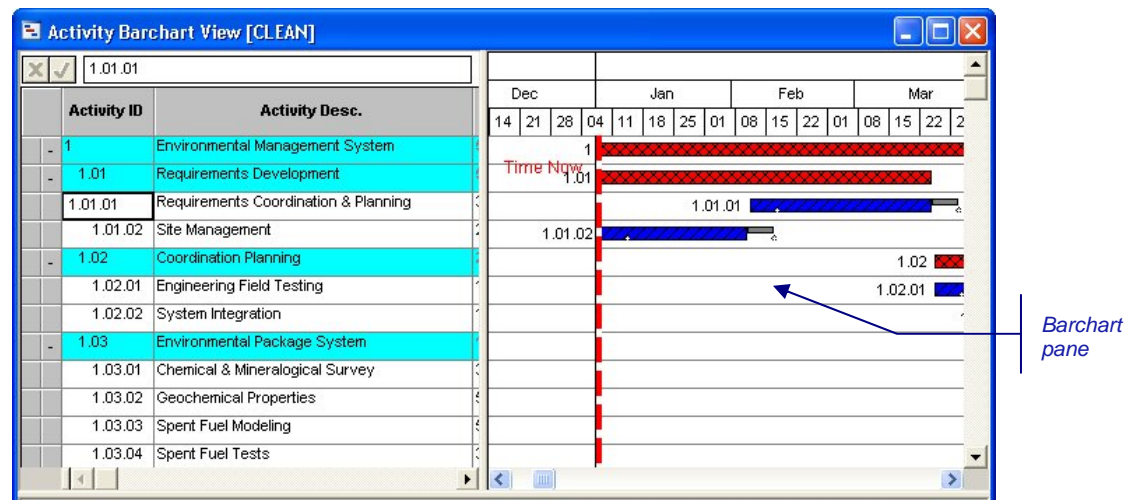 Activity Barchart View [CLEAN]
1.01.01
Activity ID Activity Desc.
Dec Jan Feb Mar
14 21 28 04 11 18 25 01 08 15 22 01 08 15 22 2
- 1 Environmental Management System 1
Time Now
- 1.01 Requirements Development 1.01
1.01.01 Requirements Coordination & Planning 1.01.01
1.01.02 Site Management 1.01.02
- 1.02 Coordination Planning 1.02
1.02.01 Engineering Field Testing 1.02.01
1.02.02 System Integration
- 1.03 Environmental Package System
1.03.01 Chemical & Mineralogical Survey
1.03.02 Geochemical Properties
1.03.03 Spent Fuel Modeling
1.03.04 Spent Fuel Tests
Barchart
pane